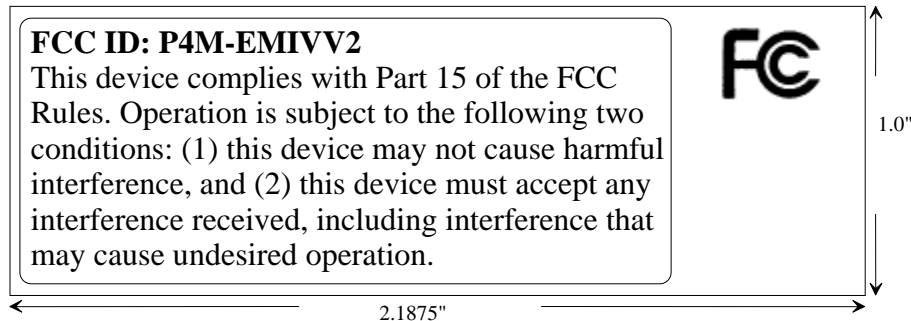 FCC ID: P4M-EMIVV2
This device complies with Part 15 of the FCC
Rules. Operation is subject to the following two
conditions: (1) this device may not cause harmful
interference, and (2) this device must accept any
interference received, including interference that
may cause undesired operation.
FC
1.0"
2.1875"